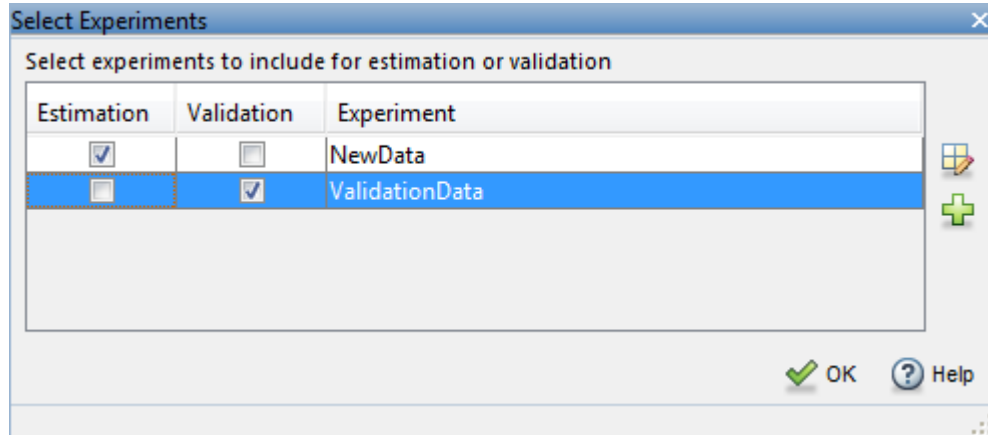 Select Experiments
Select experiments to include for estimation or validation
Estimation Validation Experiment
NewData
ValidationData
OK Help